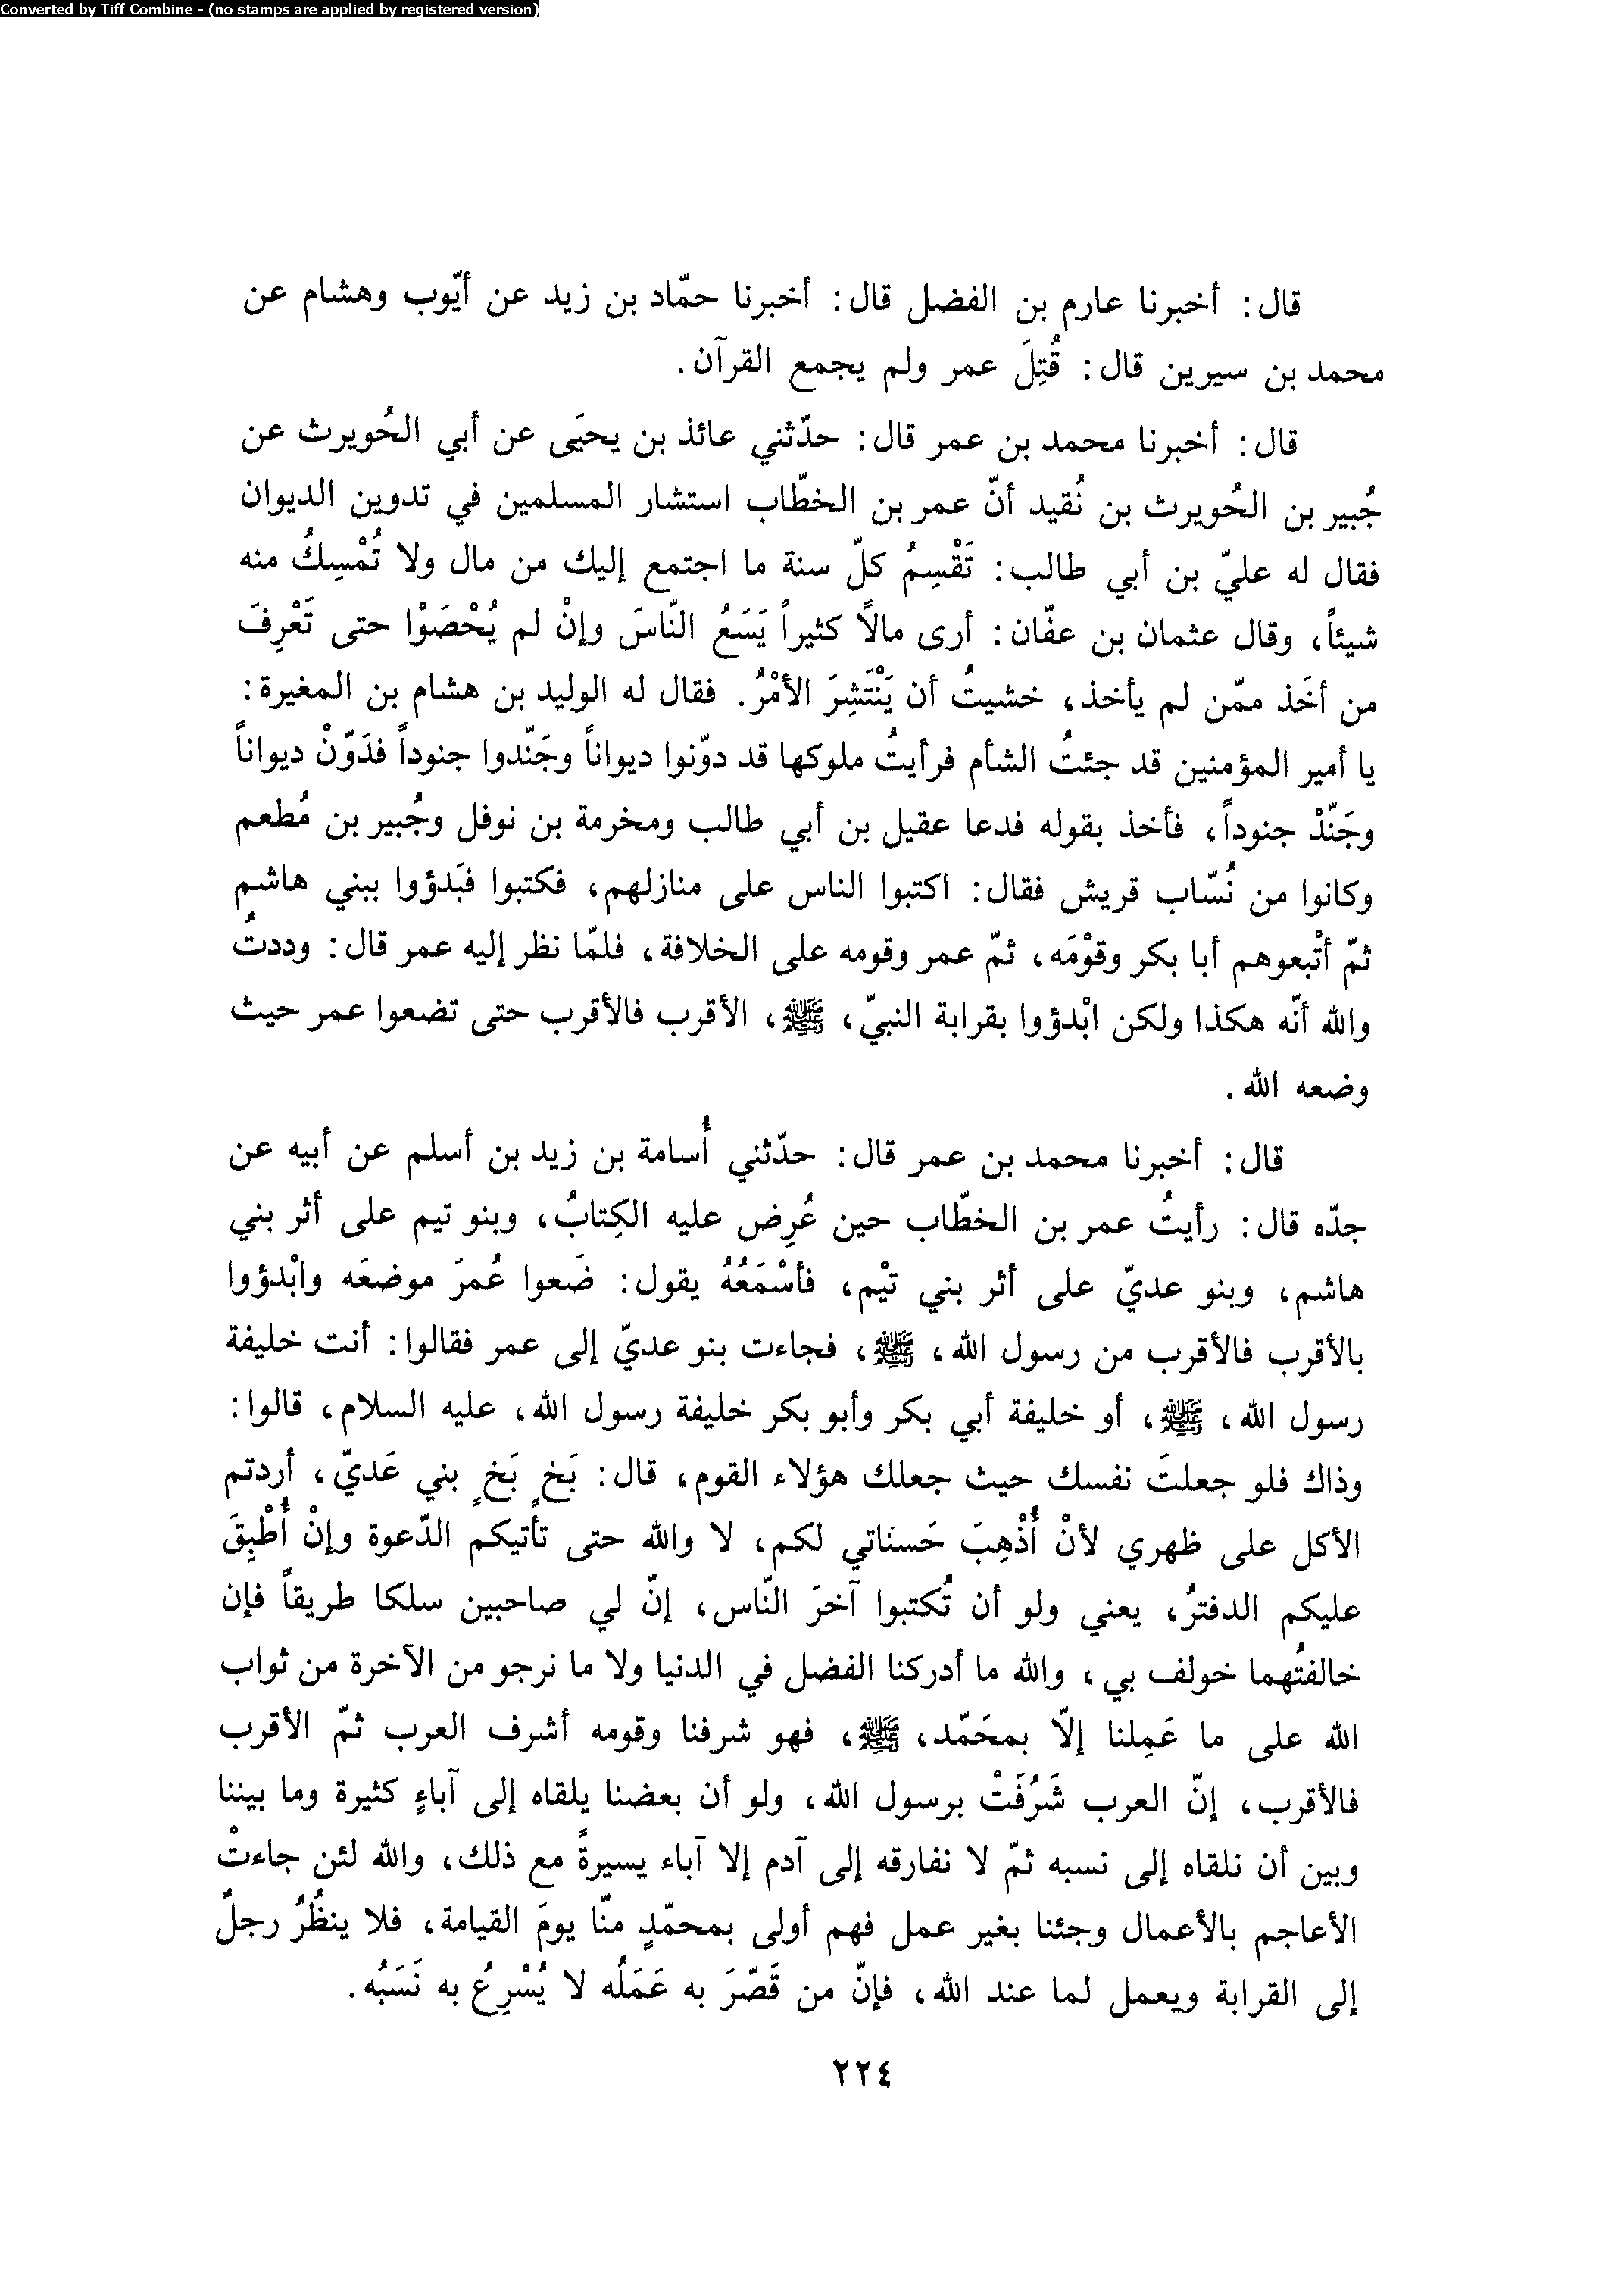 Converted by Tiff Combine - (no stamps are applied by registered version)
قال: أخبرنا عارم بن الفضل قال: أخبرنا حمّاد بن زيد عن أيّوب وهشام عن
محمد بن سيرين قال: قُتِلَ عمر ولم يجمع القرآن.
قال: أخبرنا محمد بن عمر قال: حدّثني عائذ بن يحيَى عن أبي الحُويرث عن
جُبير بن الحُويرث بن نُقيد أنّ عمر بن الخطّاب استشار المسلمين في تدوين الديوان
فقال له عليّ بن أبي طالب: تَقْسِمُ كلّ سنة ما اجتمع إليك من مال ولا تُمْسِكُ منه
شيئاً، وقال عثمان بن عفّان: أرى مالاً كثيراً يَسَعُ النّاسَ وإنْ لم يُحْصَوْا حتى تَعْرِفَ
من أخَذ ممّن لم يأخذ، خشيتُ أن يَنْتَشِرَ الأمْرُ. فقال له الوليد بن هشام بن المغيرة:
يا أمير المؤمنين قد جئتُ الشأم فرأيتُ ملوكها قد دوّنوا ديواناً وجَنّدوا جنوداً فدَوّنْ ديواناً
وجَنّدْ جنوداً، فأخذ بقوله فدعا عقيل بن أبي طالب ومخرمة بن نوفل وجُبير بن مُطعم
وكانوا من نُسّاب قريش فقال: اكتبوا الناس على منازلهم، فكتبوا فبَدؤوا ببني هاشم
ثمّ أتْبعوهم أبا بكر وقوْمَه، ثمّ عمر وقومه على الخلافة، فلمّا نظر إليه عمر قال: وددتُ
والله أنّه هكذا ولكن ابْدؤوا بقرابة النبيّ، ﷺ، الأقرب فالأقرب حتى تضعوا عمر حيث
وضعه الله.
قال: أخبرنا محمد بن عمر قال: حدّثني أُسامة بن زيد بن أسلم عن أبيه عن
جدّه قال: رأيتُ عمر بن الخطّاب حين عُرِض عليه الكِتابُ، وبنو تيم على أثر بني
هاشم، وبنو عديّ على أثر بني تيْم، فأسْمَعُهُ يقول: ضَعوا عُمرَ موضعَه وابْدؤوا
بالأقرب فالأقرب من رسول الله، ﷺ، فجاءت بنو عديّ إلى عمر فقالوا: أنت خليفة
رسول الله، ﷺ، أو خليفة أبي بكر وأبو بكر خليفة رسول الله، عليه السلام، قالوا:
وذاك فلو جعلتَ نفسك حيث جعلك هؤلاء القوم، قال: بَخٍ بَخٍ بني عَديّ، أردتم
الأكل على ظهري لأنْ أُذْهِبَ حَسناتي لكم، لا والله حتى تأتيكم الدّعوة وإنْ أُطْبِقَ
عليكم الدفترُ، يعني ولو أن تُكتبوا آخرَ النّاس، إنّ لي صاحبين سلكا طريقاً فإن
خالفتُهما خولف بي، والله ما أدركنا الفضل في الدنيا ولا ما نرجو من الآخرة من ثواب
الله على ما عَمِلنا إلاّ بمحَمّد، ﷺ، فهو شرفنا وقومه أشرف العرب ثمّ الأقرب
فالأقرب، إنّ العرب شَرُفَتْ برسول الله، ولو أن بعضنا يلقاه إلى آباءٍ كثيرة وما بيننا
وبين أن نلقاه إلى نسبه ثمّ لا نفارقه إلى آدم إلا آباء يسيرةً مع ذلك، والله لئن جاءتْ
الأعاجم بالأعمال وجئنا بغير عمل فهم أولى بمحمّدٍ منّا يومَ القيامة، فلا ينظُرُ رجلٌ
إلى القرابة ويعمل لما عند الله، فإنّ من قَصّرَ به عَمَلُه لا يُسْرِعُ به نَسَبُه.
٢٢٤